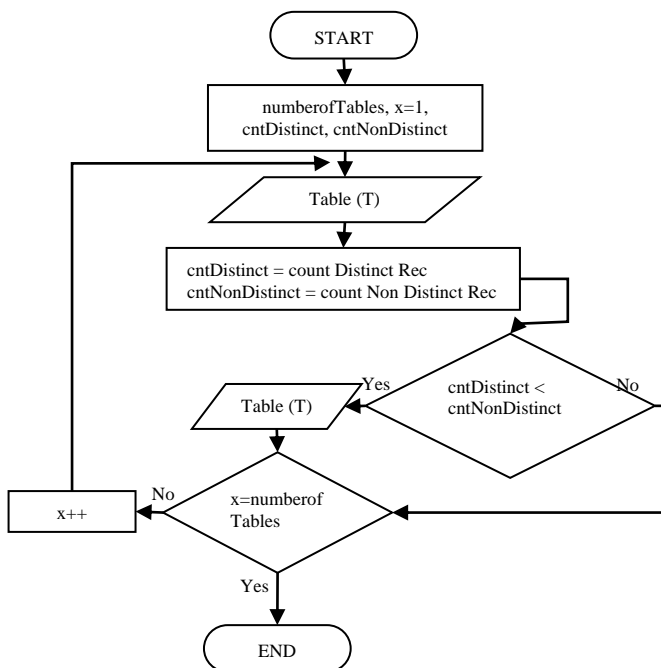 START
numberofTables, x=1,
cntDistinct, cntNonDistinct
Table (T)
cntDistinct = count Distinct Rec
cntNonDistinct = count Non Distinct Rec
cntDistinct <
cntNonDistinct
Yes
No
Table (T)
x=numberof
Tables
No
x++
Yes
END